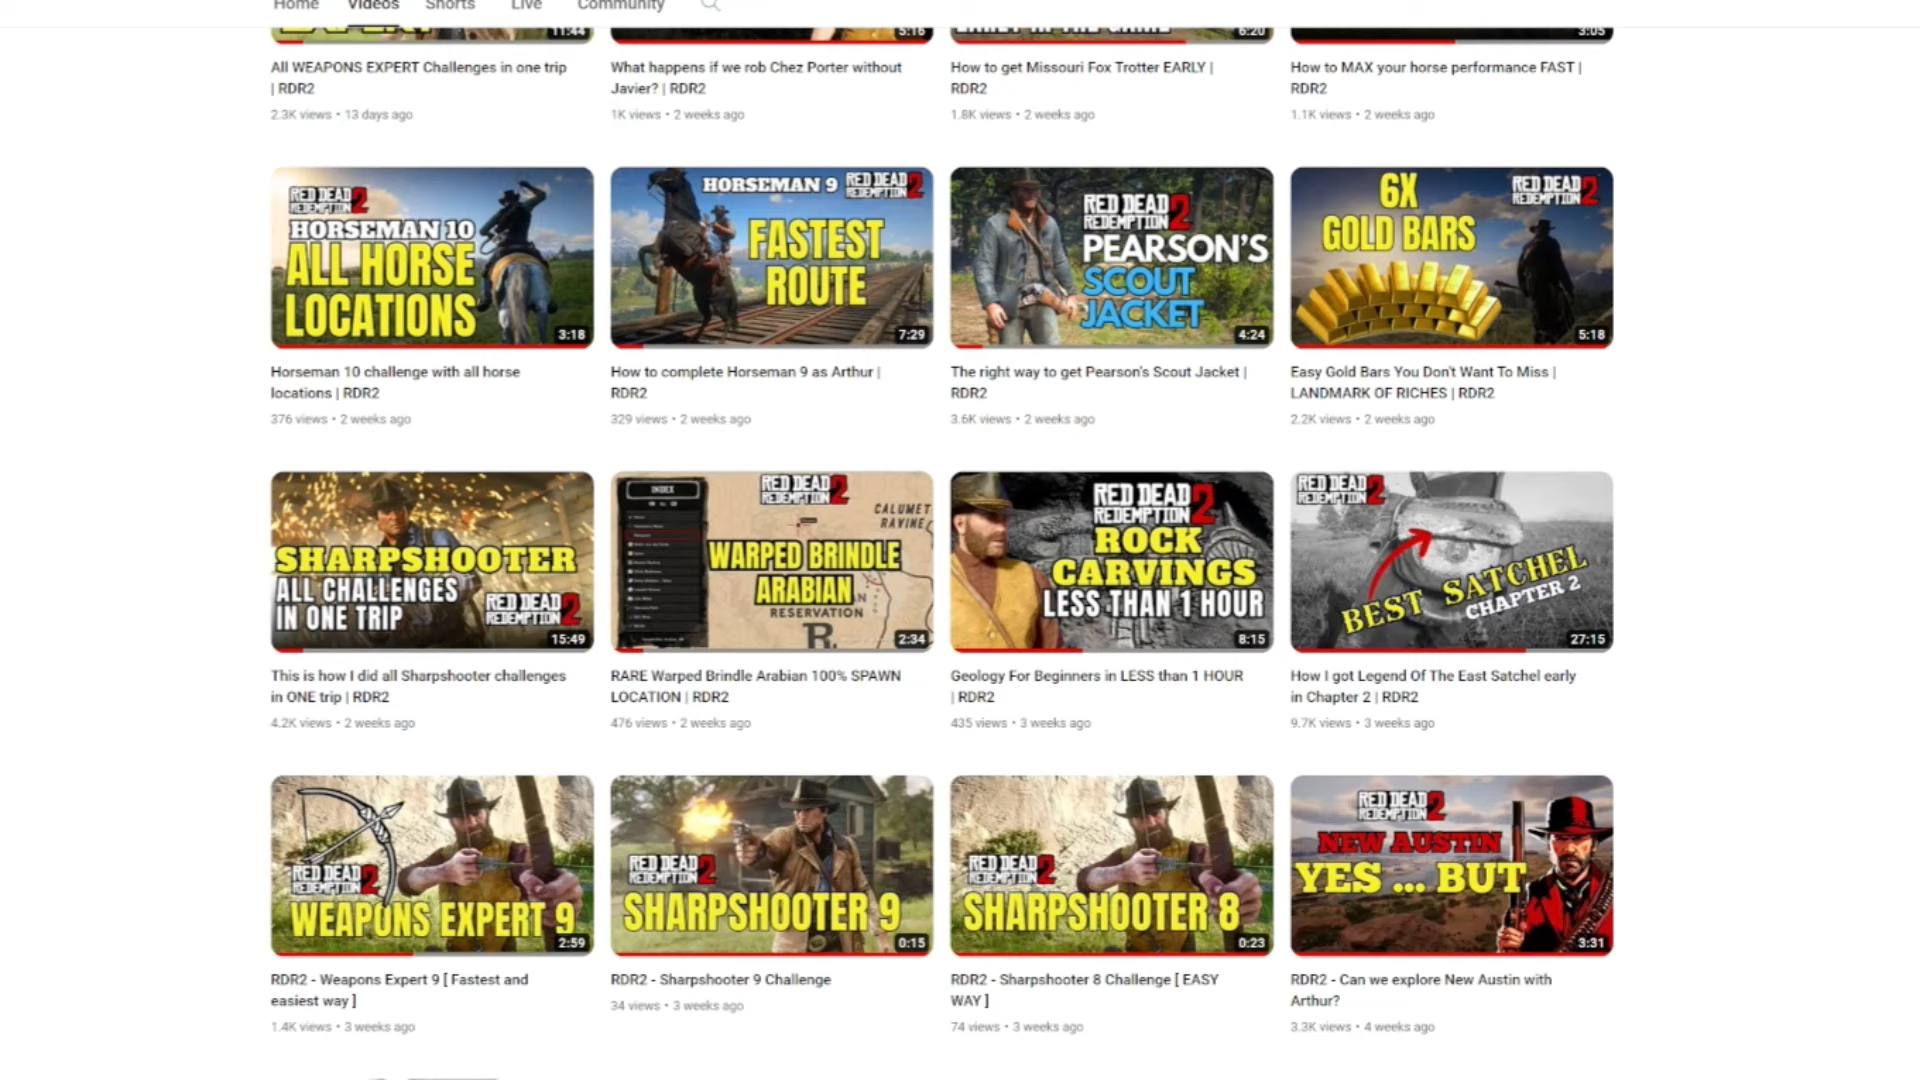 Home Videos Shorts Live Community
11:44
5:16
6:20
3:05
All WEAPONS EXPERT Challenges in one trip
| RDR2
2.3K views • 13 days ago
What happens if we rob Chez Porter without
Javier? | RDR2
1K views • 2 weeks ago
How to get Missouri Fox Trotter EARLY |
RDR2
1.8K views • 2 weeks ago
How to MAX your horse performance FAST |
RDR2
1.1K views • 2 weeks ago
RED DEAD
REDEMPTION 2
HORSEMAN 10
ALL HORSE
LOCATIONS
3:18
Horseman 10 challenge with all horse
locations | RDR2
376 views • 2 weeks ago
HORSEMAN 9
RED DEAD
REDEMPTION 2
FASTEST
ROUTE
7:29
How to complete Horseman 9 as Arthur |
RDR2
329 views • 2 weeks ago
RED DEAD
REDEMPTION 2
PEARSON'S
SCOUT
JACKET
4:24
The right way to get Pearson's Scout Jacket |
RDR2
3.6K views • 2 weeks ago
6X
GOLD BARS
RED DEAD
REDEMPTION 2
5:18
Easy Gold Bars You Don't Want To Miss |
LANDMARK OF RICHES | RDR2
2.2K views • 2 weeks ago
SHARPSHOOTER
ALL CHALLENGES
IN ONE TRIP
RED DEAD
REDEMPTION 2
15:49
This is how I did all Sharpshooter challenges
in ONE trip | RDR2
4.2K views • 2 weeks ago
INDEX
RED DEAD
REDEMPTION 2
CALUMET
RAVINE
WARPED BRINDLE
ARABIAN
RESERVATION
2:34
RARE Warped Brindle Arabian 100% SPAWN
LOCATION | RDR2
476 views • 2 weeks ago
RED DEAD
REDEMPTION 2
ROCK
CARVINGS
LESS THAN 1 HOUR
8:15
Geology For Beginners in LESS than 1 HOUR
| RDR2
435 views • 3 weeks ago
RED DEAD
REDEMPTION 2
BEST SATCHEL
CHAPTER 2
27:15
How I got Legend Of The East Satchel early
in Chapter 2 | RDR2
9.7K views • 3 weeks ago
RED DEAD
REDEMPTION 2
WEAPONS EXPERT 9
2:59
RDR2 - Weapons Expert 9 [ Fastest and
easiest way ]
1.4K views • 3 weeks ago
RED DEAD
REDEMPTION 2
SHARPSHOOTER 9
0:15
RDR2 - Sharpshooter 9 Challenge
34 views • 3 weeks ago
RED DEAD
REDEMPTION 2
SHARPSHOOTER 8
0:23
RDR2 - Sharpshooter 8 Challenge [ EASY
WAY ]
74 views • 3 weeks ago
RED DEAD
REDEMPTION 2
NEW AUSTIN
YES ... BUT
3:31
RDR2 - Can we explore New Austin with
Arthur?
3.3K views • 4 weeks ago